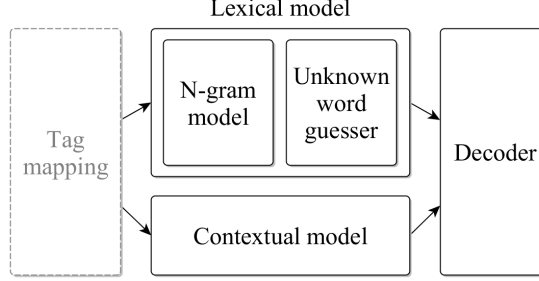 Lexical model
N-gram
model
Unknown
word
guesser
Tag
mapping
Decoder
Contextual model